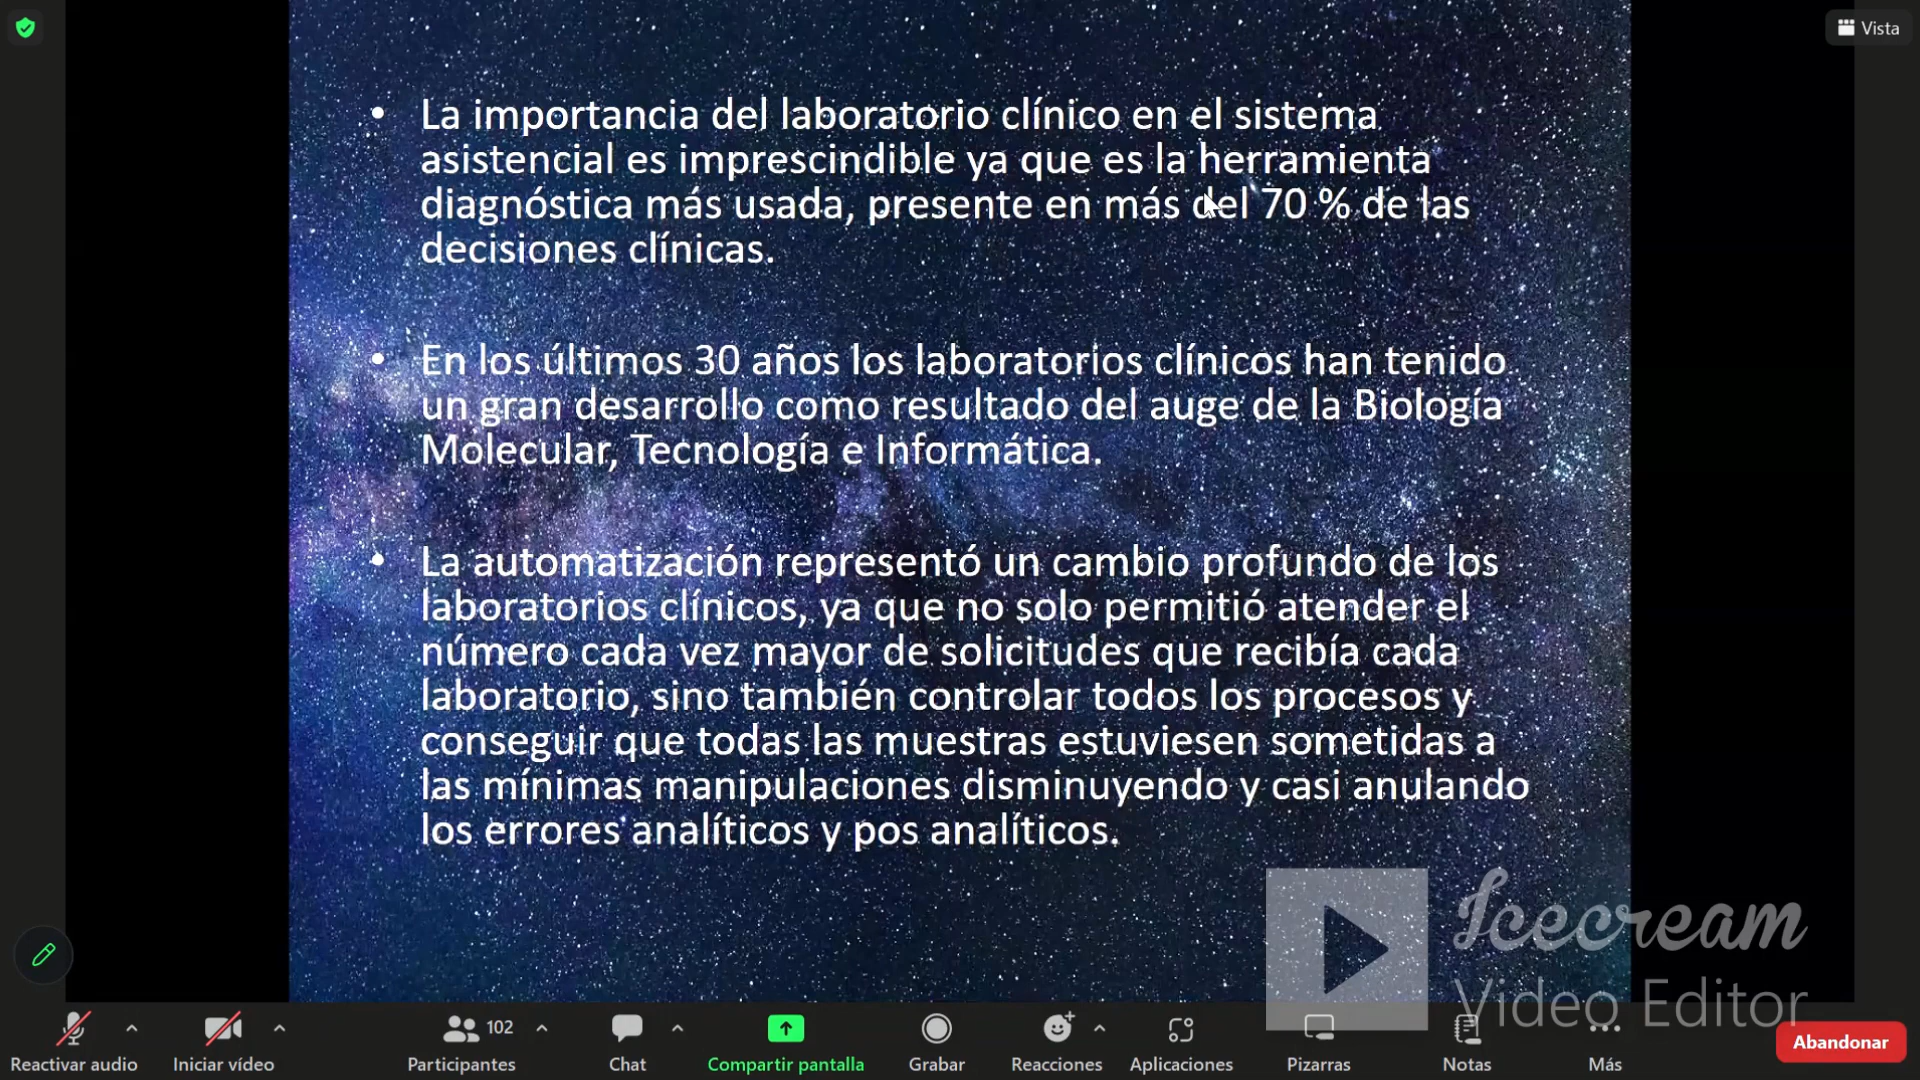 Vista
• La importancia del laboratorio clínico en el sistema
asistencial es imprescindible ya que es la herramienta
diagnóstica más usada, presente en más del 70 % de las
decisiones clínicas.
• En los últimos 30 años los laboratorios clínicos han tenido
un gran desarrollo como resultado del auge de la Biología
Molecular, Tecnología e Informática.
• La automatización representó un cambio profundo de los
laboratorios clínicos, ya que no solo permitió atender el
número cada vez mayor de solicitudes que recibía cada
laboratorio, sino también controlar todos los procesos y
conseguir que todas las muestras estuviesen sometidas a
las mínimas manipulaciones disminuyendo y casi anulando
los errores analíticos y pos analíticos.
Icecream
Video Editor
102
Reactivar audio
Iniciar vídeo
Participantes
Chat
Compartir pantalla
Grabar
Reacciones
Aplicaciones
Pizarras
Notas
Más
Abandonar